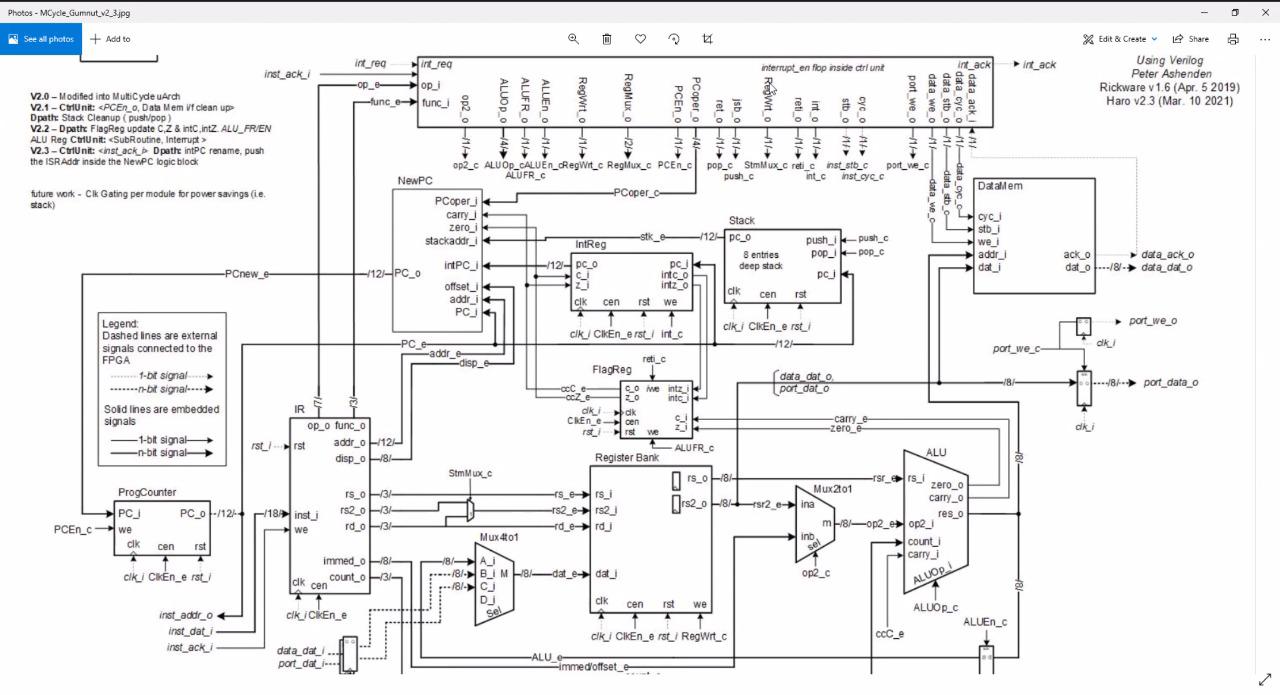 Photos - MCycle_Gumnut_v2_3.jpg
See all photos
Add to
Edit & Create
Share
Using Verilog
Peter Ashenden
Rickware v1.6 (Apr. 5 2019)
Haro v2.3 (Mar. 10 2021)
V2.0 – Modified into MultiCycle uArch
V2.1 – CtrlUnit: <PCEn_o, Data Mem i/f clean up>
Dpath: Stack Cleanup ( push/pop )
V2.2 – Dpath: FlagReg update C,Z & intC,intZ. ALU_FR/EN
ALU Reg CtrlUnit: <SubRoutine, Interrupt >
V2.3 – CtrlUnit: <inst_ack_i> Dpath: intPC rename, push
the ISRAddr inside the NewPC logic block
future work - Clk Gating per module for power savings (i.e.
stack)
int_req
inst_ack_i
op_e
func_e
int_req
op_i
func_i
interrupt_en flop inside ctrl unit
int_ack
int_ack
op2_o
ALUOp_o
ALUFR_o
ALUEn_o
RegWrt_o
RegMux_o
PCEn_o
PCoper_o
ret_o
jsb_o
RegWrt_o
reti_o
int_o
stb_o
cyc_o
port_we_o
data_we_o
data_stb_o
data_cyc_o
data_ack_i
/1/
/4/
/1/
/1/
/1/
/2/
/1/
/4/
/1/
/1/
/1/
/1/
/1/
/1/
/1/
/1/
/1/
op2_c
ALUOp_c
ALUFR_c
ALUEn_c
RegWrt_c
RegMux_c
PCEn_c
pop_c
push_c
StmMux_c
reti_c
int_c
inst_stb_c
inst_cyc_c
port_we_c
data_we_c
data_stb_c
data_cyc_c
NewPC
PCoper_i
carry_i
zero_i
stackaddr_i
intPC_i
offset_i
addr_i
PC_i
PC_o
PCoper_c
PCnew_e
/12/
stk_e
/12/
/12/
IntReg
pc_o
c_i
z_i
pc_i
intc_o
intz_o
clk
cen
rst
we
clk_i
ClkEn_e
rst_i
int_c
Stack
pc_o
8 entries
deep stack
push_i
pop_i
pc_i
clk
cen
rst
push_c
pop_c
clk_i
ClkEn_e
rst_i
DataMem
cyc_i
stb_i
we_i
addr_i
dat_i
ack_o
dat_o
/8/
data_ack_o
data_dat_o
Legend:
Dashed lines are external
signals connected to the
FPGA
1-bit signal
n-bit signal
Solid lines are embedded
signals
1-bit signal
n-bit signal
PC_e
addr_e
disp_e
/12/
port_we_c
port_we_o
clk_i
/8/
/8/
port_data_o
clk_i
data_dat_o,
port_dat_o
FlagReg
reti_c
ccC_e
ccZ_e
clk_i
ClkEn_e
rst_i
c_o
z_o
clk
cen
rst
iwe
we
intz_i
intc_i
c_i
z_i
ALUFR_c
carry_e
zero_e
IR
/7/
/3/
op_o
func_o
rst_i
rst
addr_o
/12/
disp_o
/8/
rs_o
/3/
rs2_o
/3/
rd_o
/3/
inst_i
we
immed_o
/8/
count_o
/3/
clk
cen
clk_i
ClkEn_e
ProgCounter
PC_i
PC_o
/12/
/18/
PCEn_c
we
clk
cen
rst
clk_i
ClkEn_e
rst_i
inst_addr_o
inst_dat_i
inst_ack_i
data_dat_i
port_dat_i
StmMux_c
rs_e
rs2_e
rd_e
Mux4to1
/8/
/8/
/8/
A_i
B_i
C_i
D_i
M
Sel
/8/
dat_e
Register Bank
rs_i
rs2_i
rd_i
dat_i
rs_o
rs2_o
/8/
/8/
clk
cen
rst
we
clk_i
ClkEn_e
rst_i
RegWrt_c
rsr_e
rsr2_e
Mux2to1
ina
inb
m
sel
/8/
op2_e
op2_c
ALU
rs_i
op2_i
count_i
carry_i
zero_o
carry_o
res_o
ALUOp_i
ALUOp_c
ccC_e
/8/
/8/
ALUEn_c
ALU_e
immed/offset_e